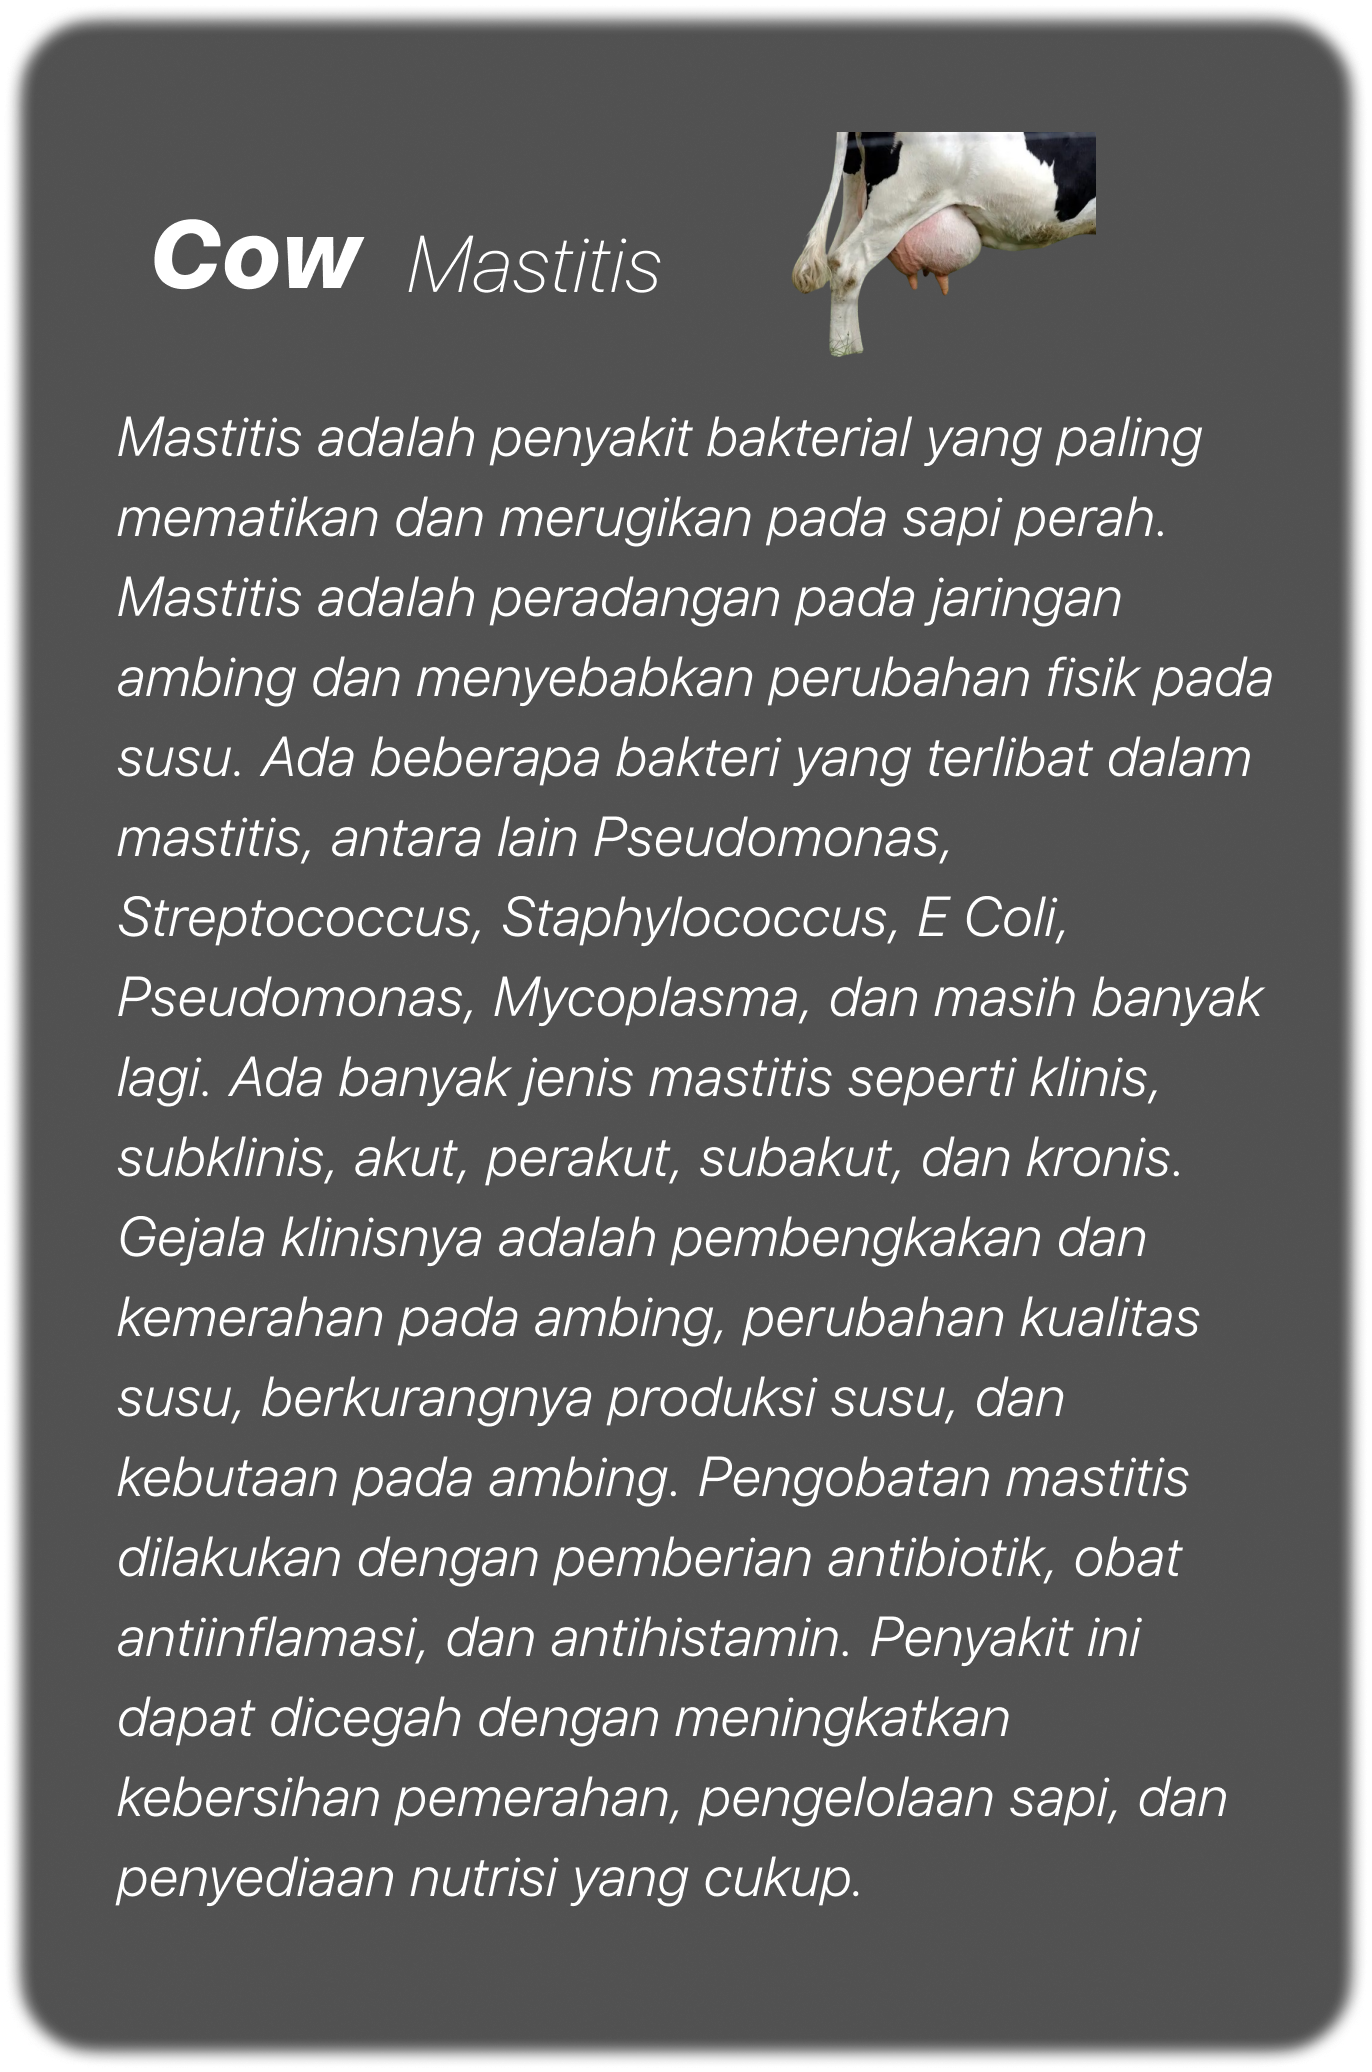 Cow Mastitis
Mastitis adalah penyakit bakterial yang paling
mematikan dan merugikan pada sapi perah.
Mastitis adalah peradangan pada jaringan
ambing dan menyebabkan perubahan fisik pada
susu. Ada beberapa bakteri yang terlibat dalam
mastitis, antara lain Pseudomonas,
Streptococcus, Staphylococcus, E Coli,
Pseudomonas, Mycoplasma, dan masih banyak
lagi. Ada banyak jenis mastitis seperti klinis,
subklinis, akut, perakut, subakut, dan kronis.
Gejala klinisnya adalah pembengkakan dan
kemerahan pada ambing, perubahan kualitas
susu, berkurangnya produksi susu, dan
kebutaan pada ambing. Pengobatan mastitis
dilakukan dengan pemberian antibiotik, obat
antiinflamasi, dan antihistamin. Penyakit ini
dapat dicegah dengan meningkatkan
kebersihan pemerahan, pengelolaan sapi, dan
penyediaan nutrisi yang cukup.